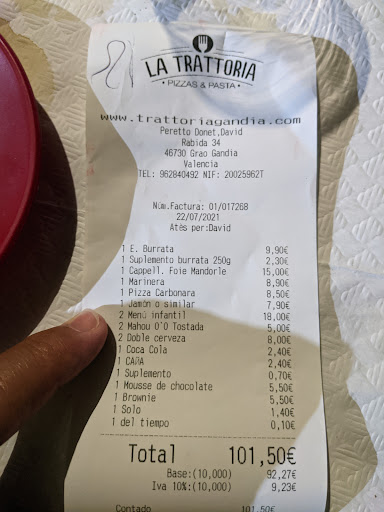 LA TRATTORIA
• PIZZAS & PASTA •
www.trattoriagandia.com
Peretto Donet,David
Rabida 34
46730 Grao Gandia
Valencia
TEL: 962840492 NIF: 20025962T
Núm.Factura: 01/017268
22/07/2021
Atès per:David
1 E. Burrata 9,90€
1 Suplemento burrata 250g 2,30€
1 Cappell. Foie Mandorle 15,00€
1 Marinera 8,90€
1 Pizza Carbonara 8,50€
1 Jamón o similar 7,90€
2 Menú infantil 18,00€
2 Mahou 0'0 Tostada 5,00€
2 Doble cerveza 8,00€
1 Coca Cola 2,40€
1 CAÑA 2,40€
1 Suplemento 0,70€
1 Mousse de chocolate 5,50€
1 Brownie 5,50€
1 Solo 1,40€
1 del tiempo 0,10€
Total 101,50€
Base:(10,000) 92,27€
Iva 10%:(10,000) 9,23€
Contado 101,50€